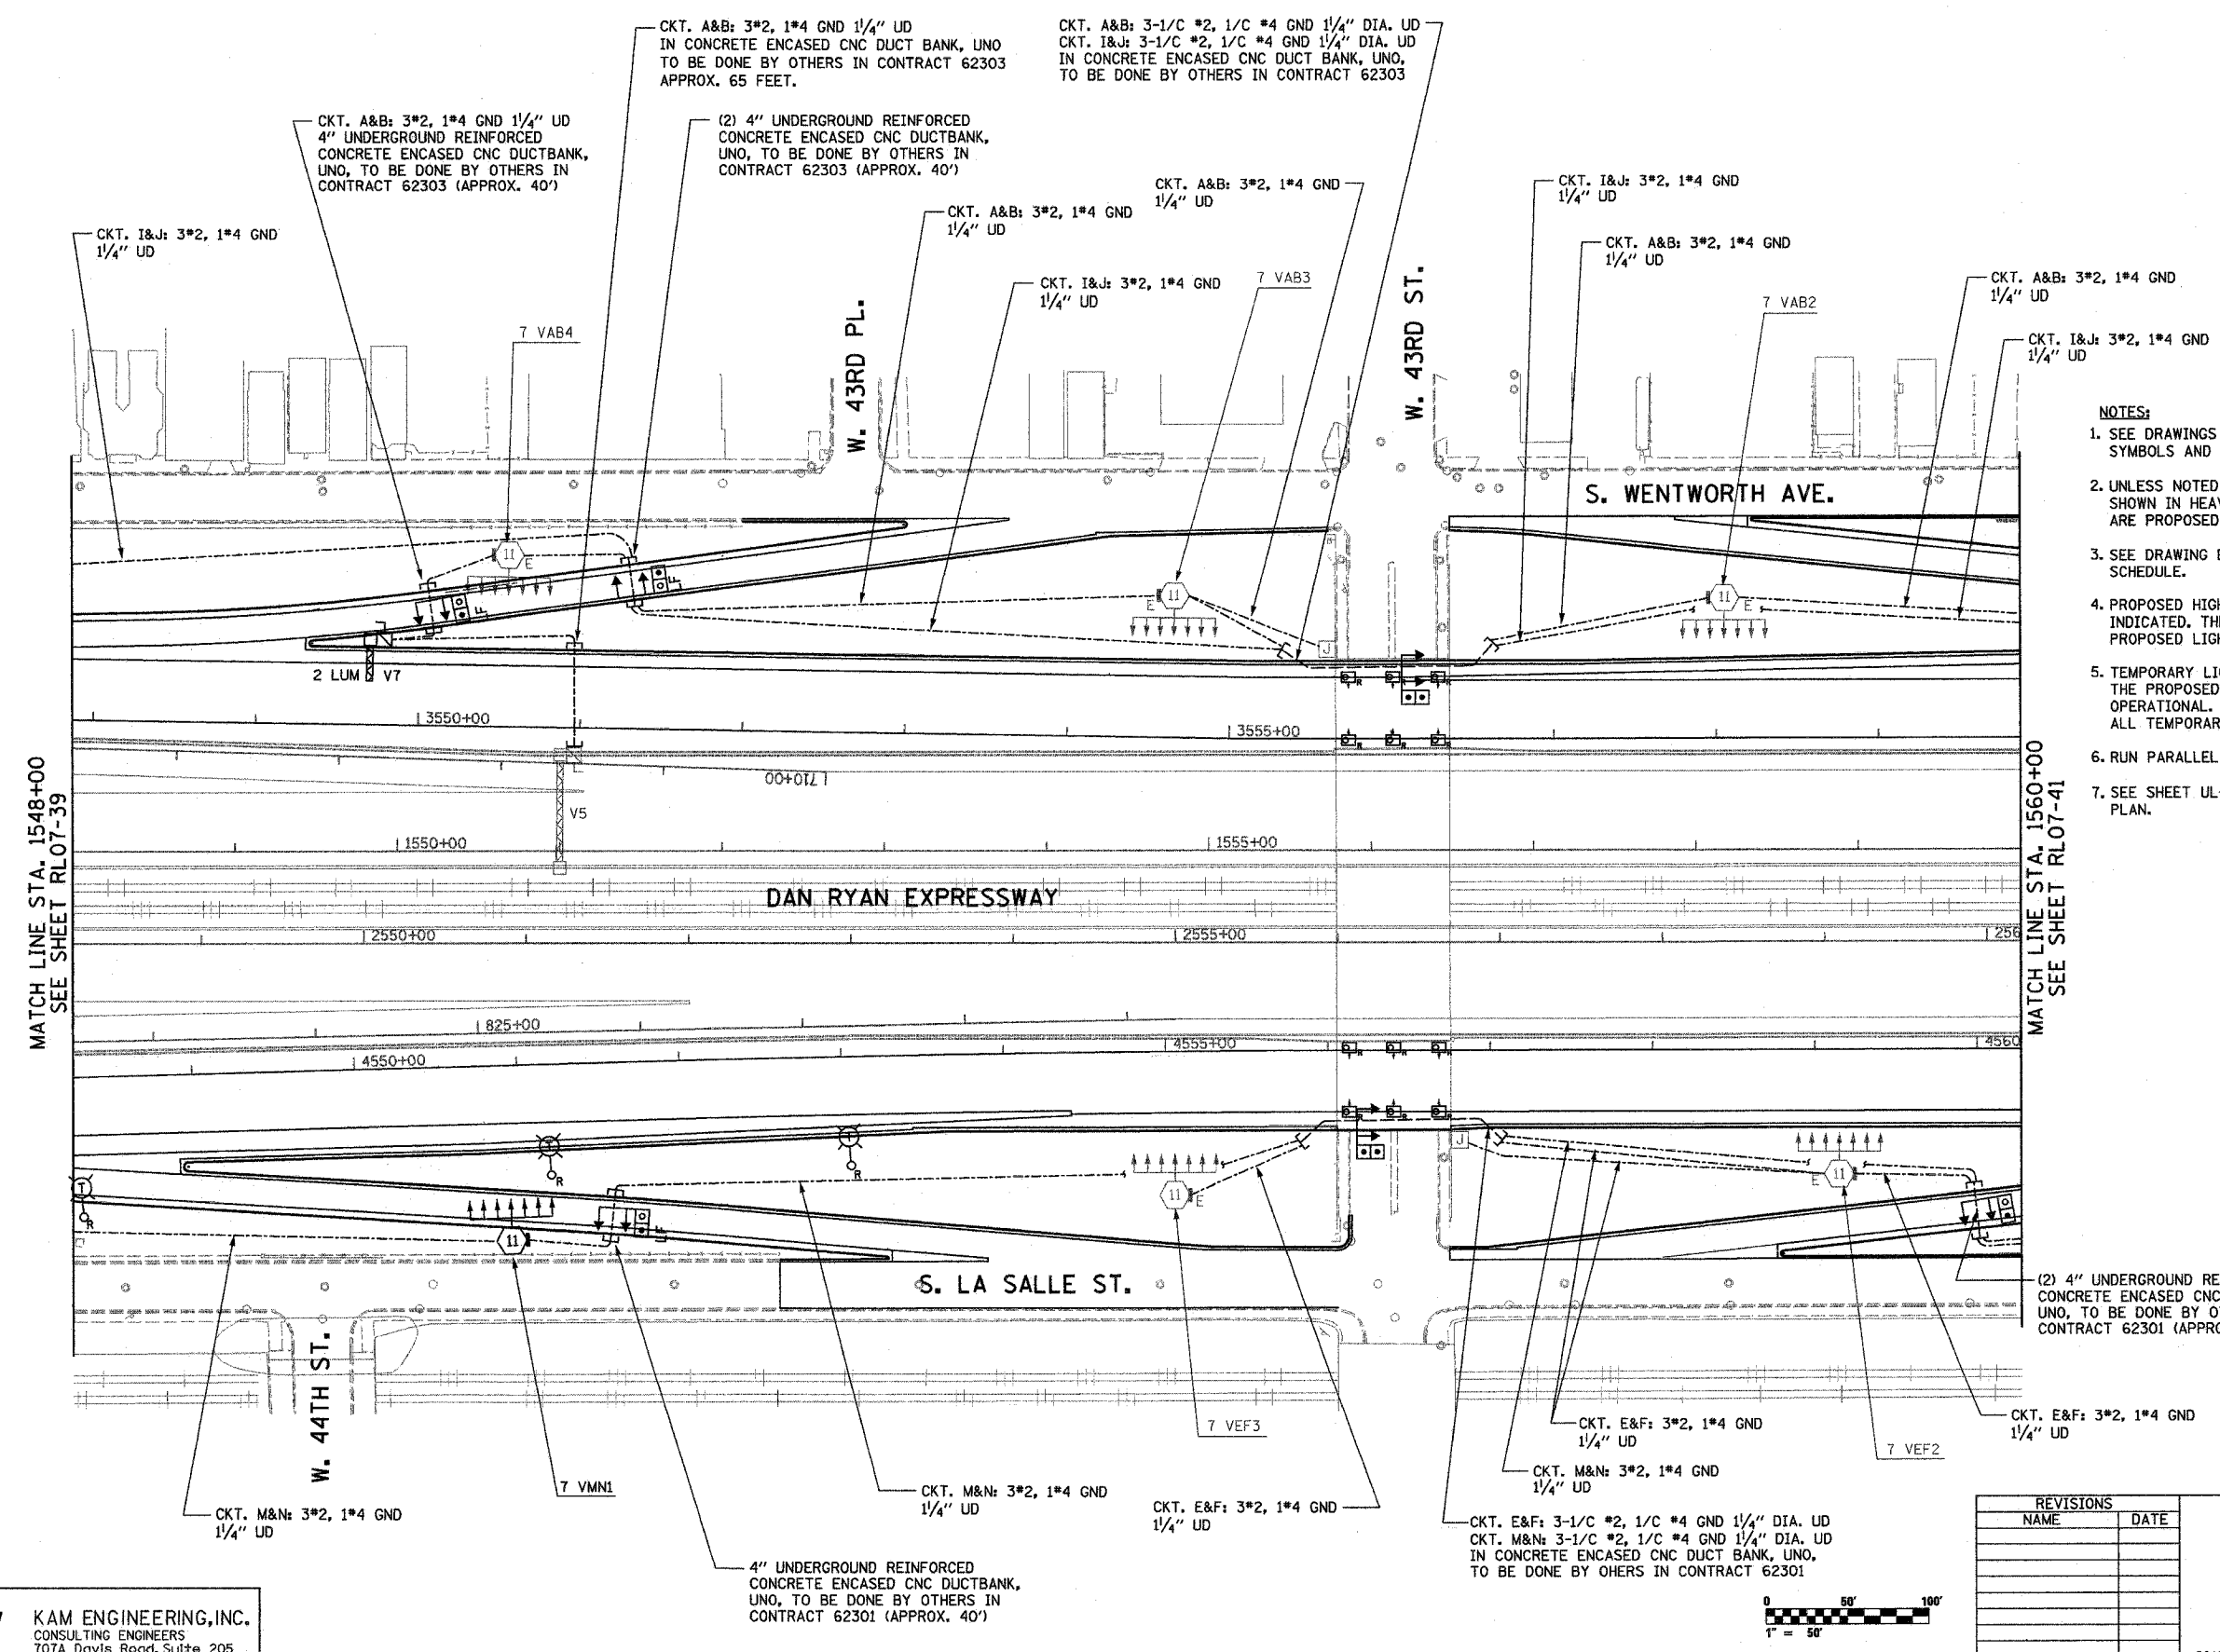 CKT. A&B: 3#2, 1#4 GND 1¼" UD
IN CONCRETE ENCASED CNC DUCT BANK, UNO
TO BE DONE BY OTHERS IN CONTRACT 62303
APPROX. 65 FEET.
CKT. A&B: 3-1/C #2, 1/C #4 GND 1¼" DIA. UD
CKT. I&J: 3-1/C #2, 1/C #4 GND 1¼" DIA. UD
IN CONCRETE ENCASED CNC DUCT BANK, UNO,
TO BE DONE BY OTHERS IN CONTRACT 62303
CKT. A&B: 3#2, 1#4 GND 1¼" UD
4" UNDERGROUND REINFORCED
CONCRETE ENCASED CNC DUCTBANK,
UNO, TO BE DONE BY OTHERS IN
CONTRACT 62303 (APPROX. 40')
(2) 4" UNDERGROUND REINFORCED
CONCRETE ENCASED CNC DUCTBANK,
UNO, TO BE DONE BY OTHERS IN
CONTRACT 62303 (APPROX. 40')
CKT. A&B: 3#2, 1#4 GND
1¼" UD
CKT. I&J: 3#2, 1#4 GND
1¼" UD
CKT. I&J: 3#2, 1#4 GND
1¼" UD
CKT. A&B: 3#2, 1#4 GND
1¼" UD
CKT. A&B: 3#2, 1#4 GND
1¼" UD
CKT. I&J: 3#2, 1#4 GND
1¼" UD
7 VAB3
CKT. A&B: 3#2, 1#4 GND
1¼" UD
7 VAB2
7 VAB4
CKT. I&J: 3#2, 1#4 GND
1¼" UD
W. 43RD PL.
W. 43RD ST.
NOTES:
1. SEE DRAWINGS
SYMBOLS AND
2. UNLESS NOTED
SHOWN IN HEA
ARE PROPOSED
3. SEE DRAWING
SCHEDULE.
4. PROPOSED HIGH
INDICATED. TH
PROPOSED LIGH
5. TEMPORARY LI
THE PROPOSED
OPERATIONAL.
ALL TEMPORAR
6. RUN PARALLEL
7. SEE SHEET UL-
PLAN.
S. WENTWORTH AVE.
11
E
11
E
11
E
F
F
J
2 LUM
V7
R
R
R
3550+00
3555+00
R
R
R
1710+00
V5
1550+00
1555+00
MATCH LINE STA. 1548+00
SEE SHEET RL07-39
MATCH LINE STA. 1560+00
SEE SHEET RL07-41
DAN RYAN EXPRESSWAY
2550+00
2555+00
256
825+00
4550+00
4555+00
4560
R
R
R
R
R
R
T
T
T
R
R
R
J
11
E
11
E
11
F
S. LA SALLE ST.
W. 44TH ST.
(2) 4" UNDERGROUND RE
CONCRETE ENCASED CNC
UNO, TO BE DONE BY O
CONTRACT 62301 (APPRO
7 VEF3
CKT. E&F: 3#2, 1#4 GND
1¼" UD
CKT. E&F: 3#2, 1#4 GND
1¼" UD
7 VEF2
7 VMN1
CKT. M&N: 3#2, 1#4 GND
1¼" UD
CKT. M&N: 3#2, 1#4 GND
1¼" UD
CKT. M&N: 3#2, 1#4 GND
1¼" UD
CKT. E&F: 3#2, 1#4 GND
1¼" UD
CKT. E&F: 3-1/C #2, 1/C #4 GND 1¼" DIA. UD
CKT. M&N: 3-1/C #2, 1/C #4 GND 1¼" DIA. UD
IN CONCRETE ENCASED CNC DUCT BANK, UNO,
TO BE DONE BY OHERS IN CONTRACT 62301
4" UNDERGROUND REINFORCED
CONCRETE ENCASED CNC DUCTBANK,
UNO, TO BE DONE BY OTHERS IN
CONTRACT 62301 (APPROX. 40')
REVISIONS
NAME
DATE
0 50' 100'
1" = 50'
KAM ENGINEERING,INC.
CONSULTING ENGINEERS
707A Davis Road, Suite 205